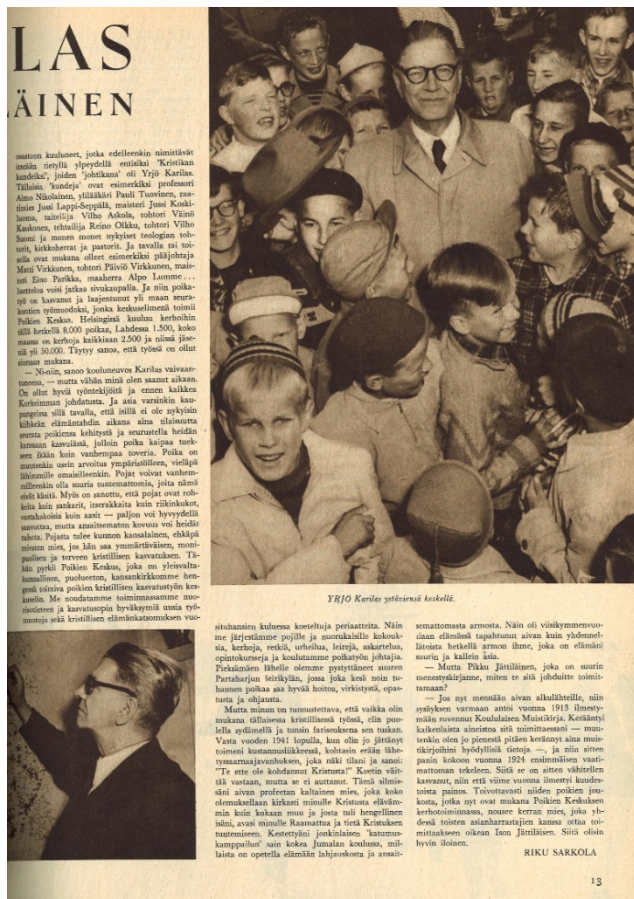 LAS
ÄINEN
osastoon kuuluneet, jotka edelleenkin nimittävät
itseään tietyllä ylpeydellä entisiksi 'Kristikan
kundeiksi', joiden 'johtikana' oli Yrjö Karilas.
Tällaisia 'kundeja' ovat esimerkiksi professori
Aimo Nikolainen, ylilääkäri Pauli Tuovinen, raa-
timies Jussi Lappi-Seppälä, maisteri Jussi Koski-
luoma, taiteilija Vilho Askola, tohtori Väinö
Kaukonen, tehtailija Reino Olkku, tohtori Vilho
Suomi ja monen monet nykyiset teologian toh-
torit, kirkkoherrat ja pastorit. Ja tavalla tai toi-
sella ovat mukana olleet esimerkiksi pääjohtaja
Matti Virkkunen, tohtori Päiviö Virkkunen, mais-
teri Eino Parikka, maaherra Alpo Lumme...
luetteloa voisi jatkaa sivukaupalla. Ja niin poika-
työ on kasvanut ja laajentunut yli maan seura-
kuntien työmuodoksi, jonka keskuselimenä toimii
Poikien Keskus. Helsingissä kuuluu kerhoihin
tällä hetkellä 8.000 poikaa, Lahdessa 1.500, koko
maassa on kerhoja kaikkiaan 2.500 ja niissä jäse-
niä yli 50.000. Täytyy sanoa, että työssä on ollut
siunaus mukana.
— Ni-niin, sanoo kouluneuvos Karilas vaivaan-
tuneena, — mutta vähän minä olen saanut aikaan.
On ollut hyviä työntekijöitä ja ennen kaikkea
Korkeimman johdatusta. Ja asia varsinkin kau-
pungeissa sillä tavalla, että isillä ei ole nykyisin
kiihkeän elämäntahdin aikana aina tilaisuutta
seurata poikiensa kehitystä ja seurustella heidän
kanssaan kasvuiässä, jolloin poika kaipaa tuek-
seen ikään kuin vanhempaa toveria. Poika on
muutenkin usein arvoitus ympäristölleen, vieläpä
lähimmille omaisilleenkin. Pojat voivat vanhem-
milleenkin olla suuria tuntemattomia, joita nämä
eivät käsitä. Myös on sanottu, että pojat ovat roh-
keita kuin sankarit, itserakkaita kuin riikinkukot,
vastahakoisia kuin aasit — paljon voi hyvyydellä
saavuttaa, mutta ansaitsematon kovuus voi heidät
tuhota. Pojasta tulee kunnon kansalainen, ehkäpä
miesten mies, jos hän saa ymmärtäväisen, moni-
puolisen ja terveen kristillisen kasvatuksen. Tä-
hän pyrkii Poikien Keskus, joka on yleisvalta-
kunnallinen, puolueeton, kansankirkkomme hen-
gessä toimiva poikien kristillisen kasvatustyön kes-
kuselin. Me noudatamme toiminnassamme nuo-
risotieteen ja kasvatusopin hyväksymiä uusia työ-
muotoja sekä kristillisen elämänkatsomuksen vuo-
YRJÖ Karilas ystäviensä keskellä.
situhansien kuluessa koeteltuja periaatteita. Näin
me järjestämme pojille ja nuorukaisille kokouk-
sia, kerhoja, retkiä, urheilua, leirejä, askartelua,
opintokursseja ja koulutamme poikatyön johtajia.
Pieksämäen lähelle olemme pystyttäneet suuren
Partaharjun leirikylän, jossa joka kesä noin tu-
hannen poikaa saa hyvää hoitoa, virkistystä, opas-
tusta ja ohjausta.
Mutta minun on tunnustettava, että vaikka olin
mukana tällaisessa kristillisessä työssä, elin puo-
lella sydämellä ja tunsin fariseuksena sen tuskan.
Vasta vuoden 1941 lopulla, kun olin jo jättänyt
toimeni kustannusliikkeessä, kohtasin erään lähe-
tyssaarnaajavanhuksen, joka näki tilani ja sanoi:
"Te ette ole kohdannut Kristusta!" Koetin väit-
tää vastaan, mutta se ei auttanut. Tämä silmis-
säni aivan profeetan kaltainen mies, joka koko
olemuksellaan kirkasti minulle Kristusta elävä-
min kuin kukaan muu ja josta tuli hengellinen
isäni, avasi minulle Raamattua ja tietä Kristuksen
tuntemiseen. Kestettyäni jonkinlaisen 'katumus-
kamppailun' sain kokea Jumalan koulussa, mil-
laista on opetella elämään lahjauskosta ja ansait-
semattomasta armosta. Näin oli viisikymmenvuo-
tiaan elämässä tapahtunut aivan kuin yhdennel-
lätoista hetkellä armon ihme, joka on elämäni
suurin ja kallein asia.
— Mutta Pikku Jättiläinen, joka on suurin
menestyskirjanne, miten te sitä johduitte toimit-
tamaan?
— Jos nyt mennään aivan alkulähteille, niin
sysäyksen varmaan antoi vuonna 1913 ilmesty-
mään ruvennut Koululaisen Muistikirja. Kerääntyi
kaikenlaista aineistoa sitä toimittaessani — muu-
tenkin olen jo pienestä pitäen kerännyt aina muis-
tikirjoihini hyödyllisiä tietoja —, ja niin sitten
panin kokoon vuonna 1924 ensimmäisen vaati-
mattoman tekeleen. Siitä se on sitten vähitellen
kasvanut, niin että viime vuonna ilmestyi kuudes-
toista painos. Toivottavasti niiden poikien jou-
kosta, jotka nyt ovat mukana Poikien Keskuksen
kerhotoiminnassa, nousee kerran mies, joka yh-
dessä toisten asianharrastajien kanssa ottaa toi-
mittaakseen oikean Ison Jättiläisen. Siitä olisin
hyvin iloinen.
RIKU SARKOLA
13